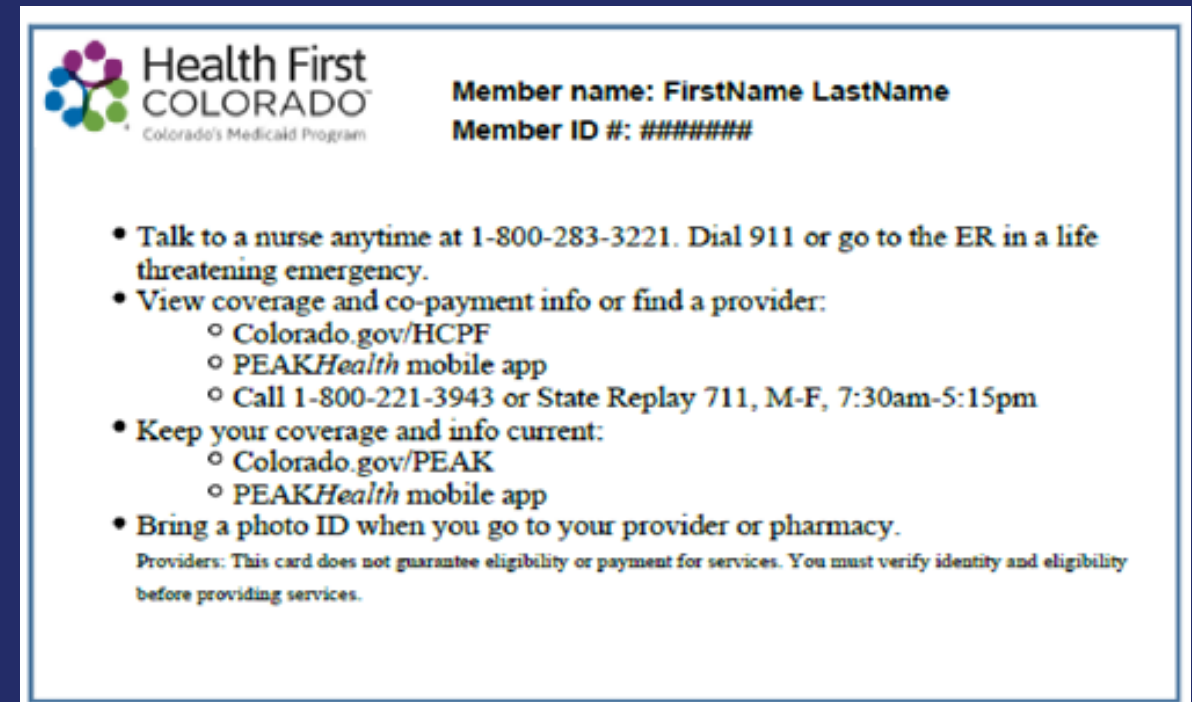 Health First
COLORADO™
Colorado's Medicaid Program
Member name: FirstName LastName
Member ID #: #######
• Talk to a nurse anytime at 1-800-283-3221. Dial 911 or go to the ER in a life
threatening emergency.
• View coverage and co-payment info or find a provider:
○ Colorado.gov/HCPF
○ PEAKHealth mobile app
○ Call 1-800-221-3943 or State Replay 711, M-F, 7:30am-5:15pm
• Keep your coverage and info current:
○ Colorado.gov/PEAK
○ PEAKHealth mobile app
• Bring a photo ID when you go to your provider or pharmacy.
Providers: This card does not guarantee eligibility or payment for services. You must verify identity and eligibility
before providing services.